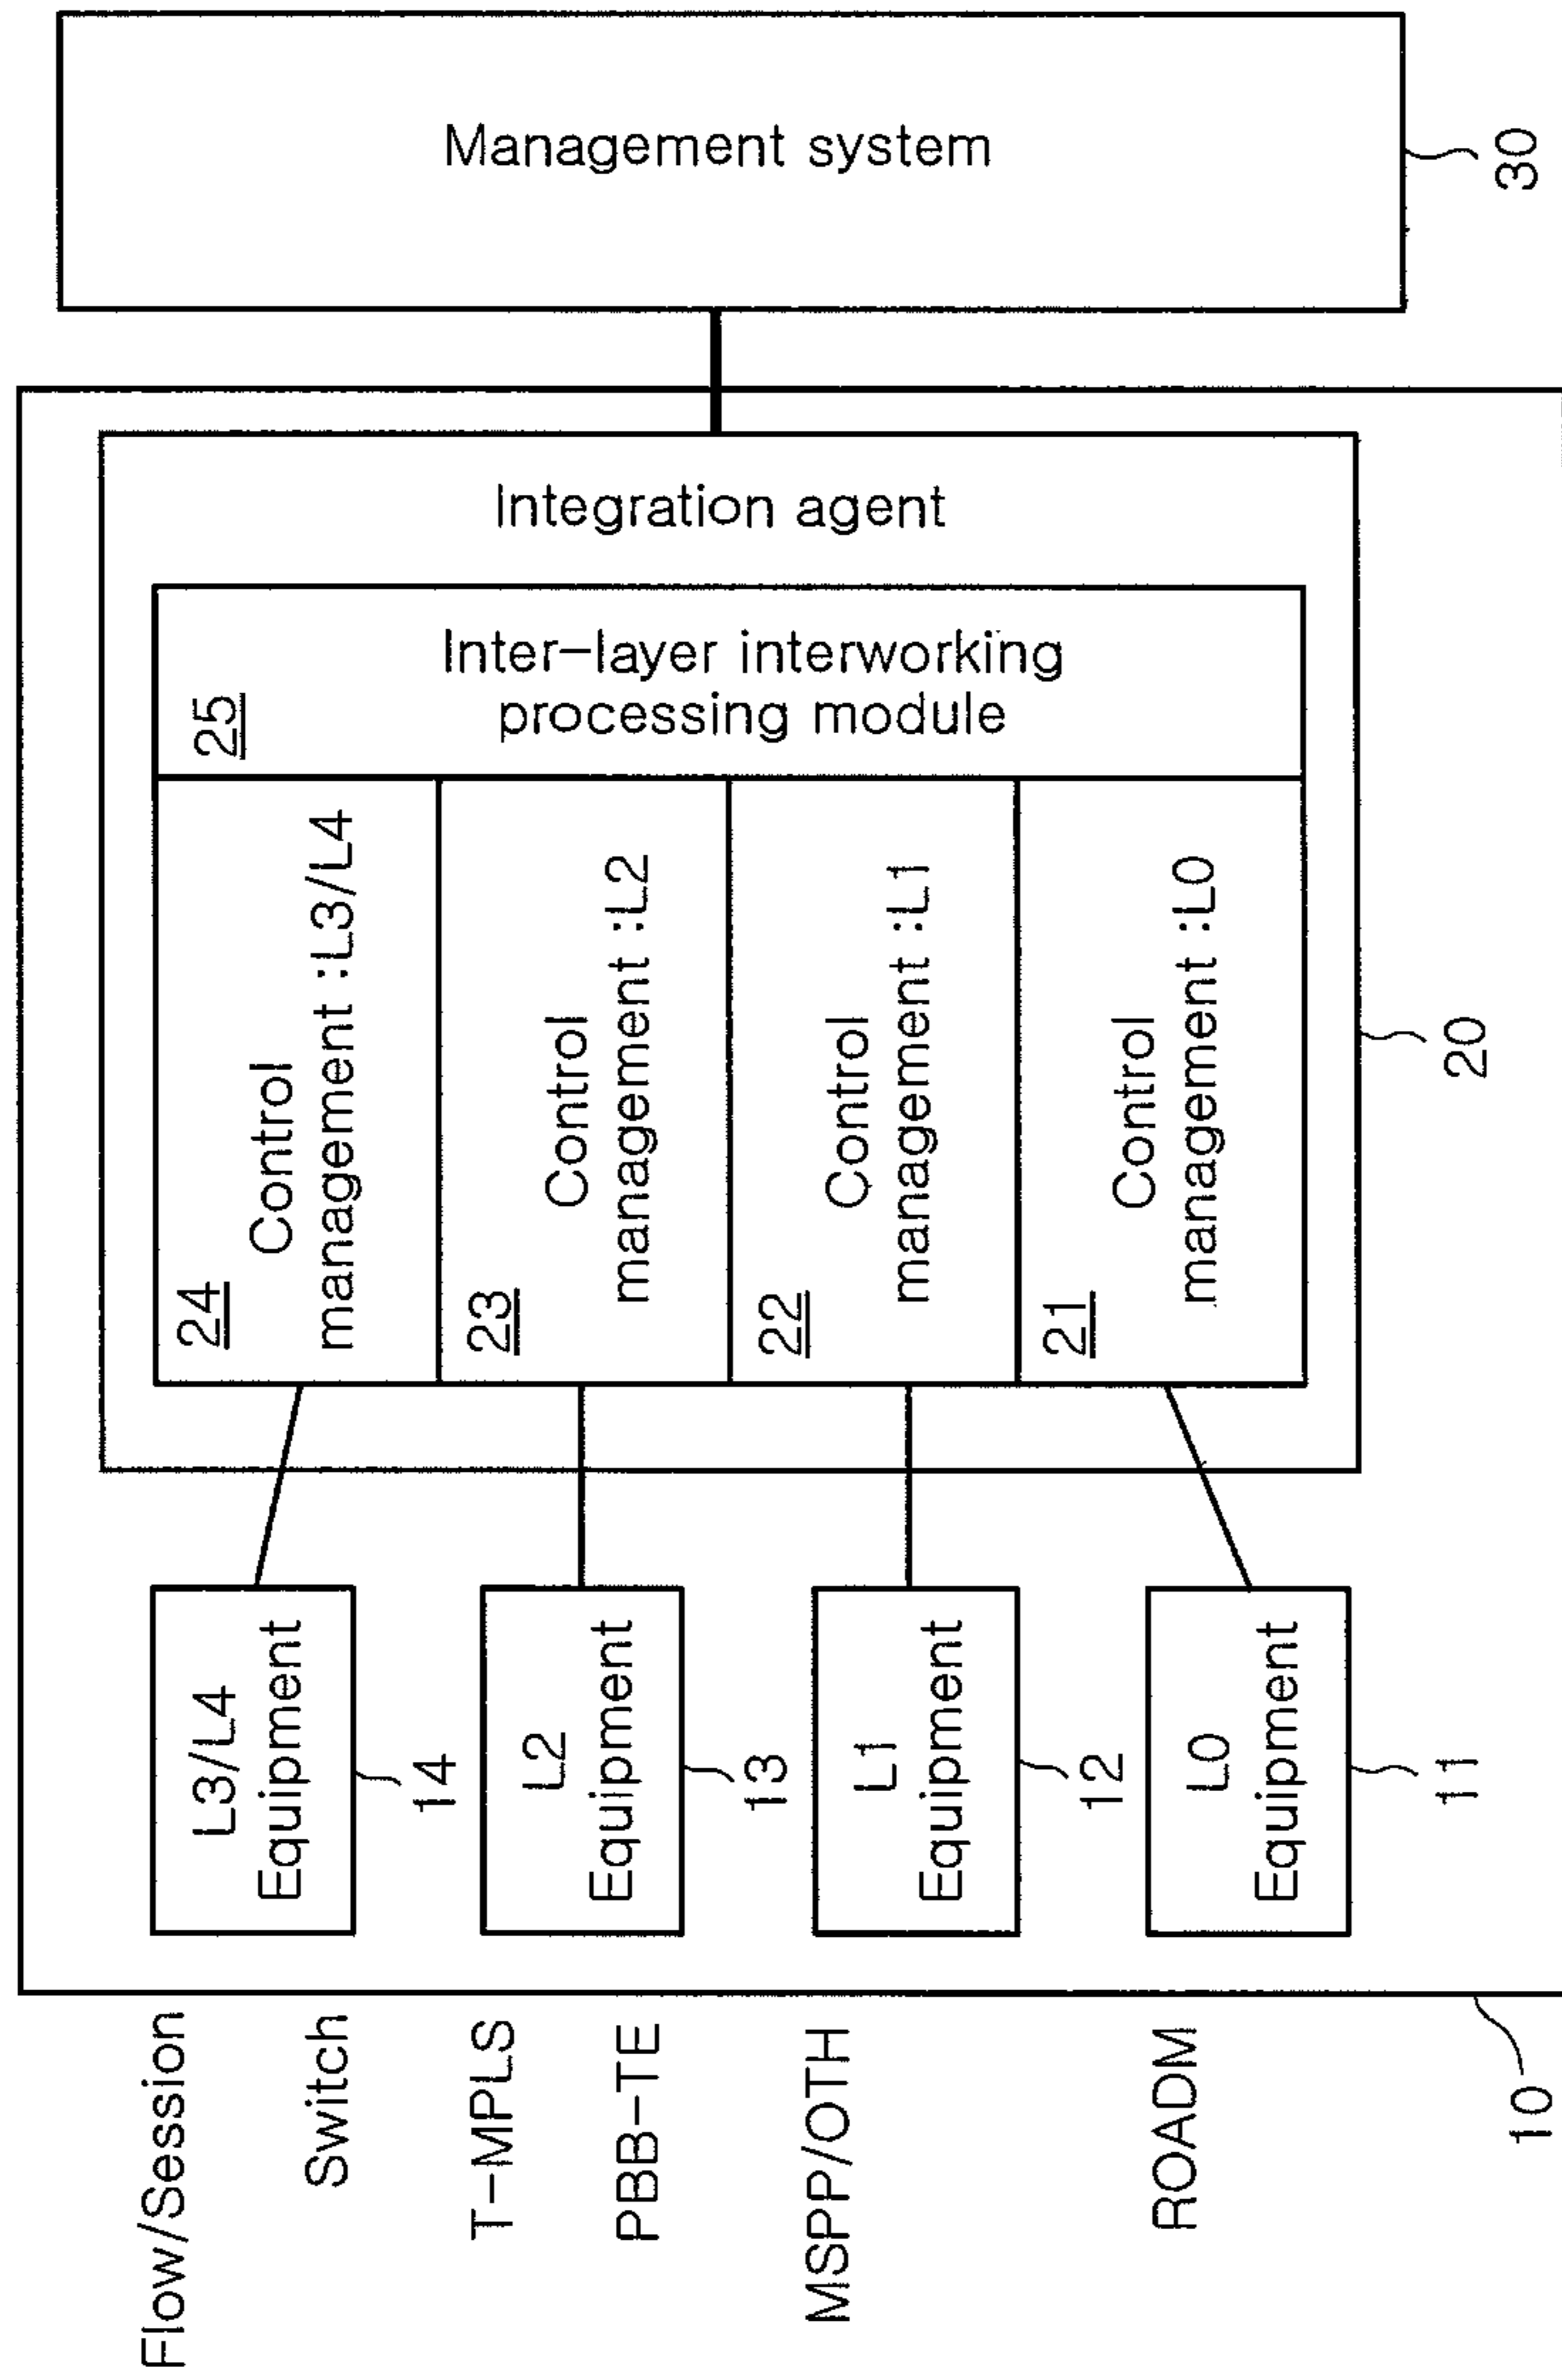 Flow/Session
Switch
T-MPLS
PBB-TE
MSPP/OTH
ROADM
10
L3/L4
Equipment
14
L2
Equipment
13
L1
Equipment
12
L0
Equipment
11
24
Control
management :L3/L4
23
Control
management :L2
22
Control
management :L1
21
Control
management :L0
25
Inter-layer interworking
processing module
Integration agent
20
Management system
30